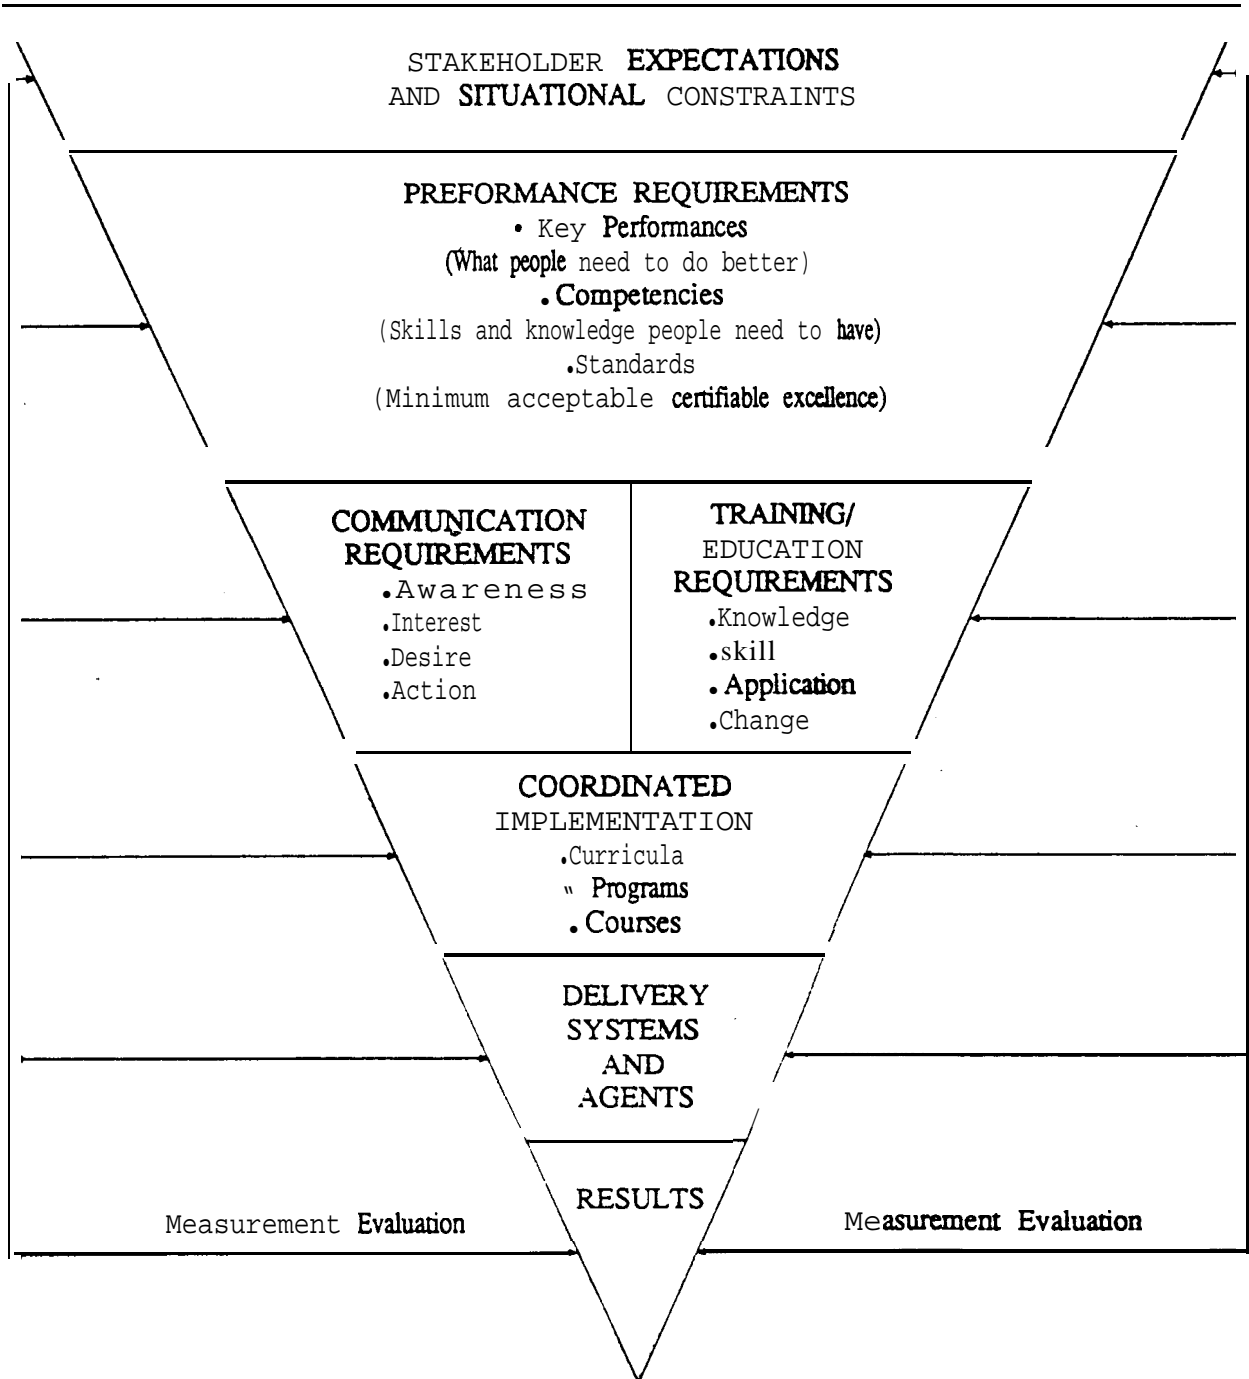 STAKEHOLDER EXPECTATIONS
AND SITUATIONAL CONSTRAINTS
PREFORMANCE REQUIREMENTS
• Key Performances
(What people need to do better)
• Competencies
(Skills and knowledge people need to have)
•Standards
(Minimum acceptable certifiable excellence)
COMMUNICATION
REQUIREMENTS
•Awareness
•Interest
•Desire
•Action
TRAINING/
EDUCATION
REQUIREMENTS
•Knowledge
•skill
• Application
•Change
COORDINATED
IMPLEMENTATION
•Curricula
" Programs
• Courses
DELIVERY
SYSTEMS
AND
AGENTS
RESULTS
Measurement Evaluation
Measurement Evaluation